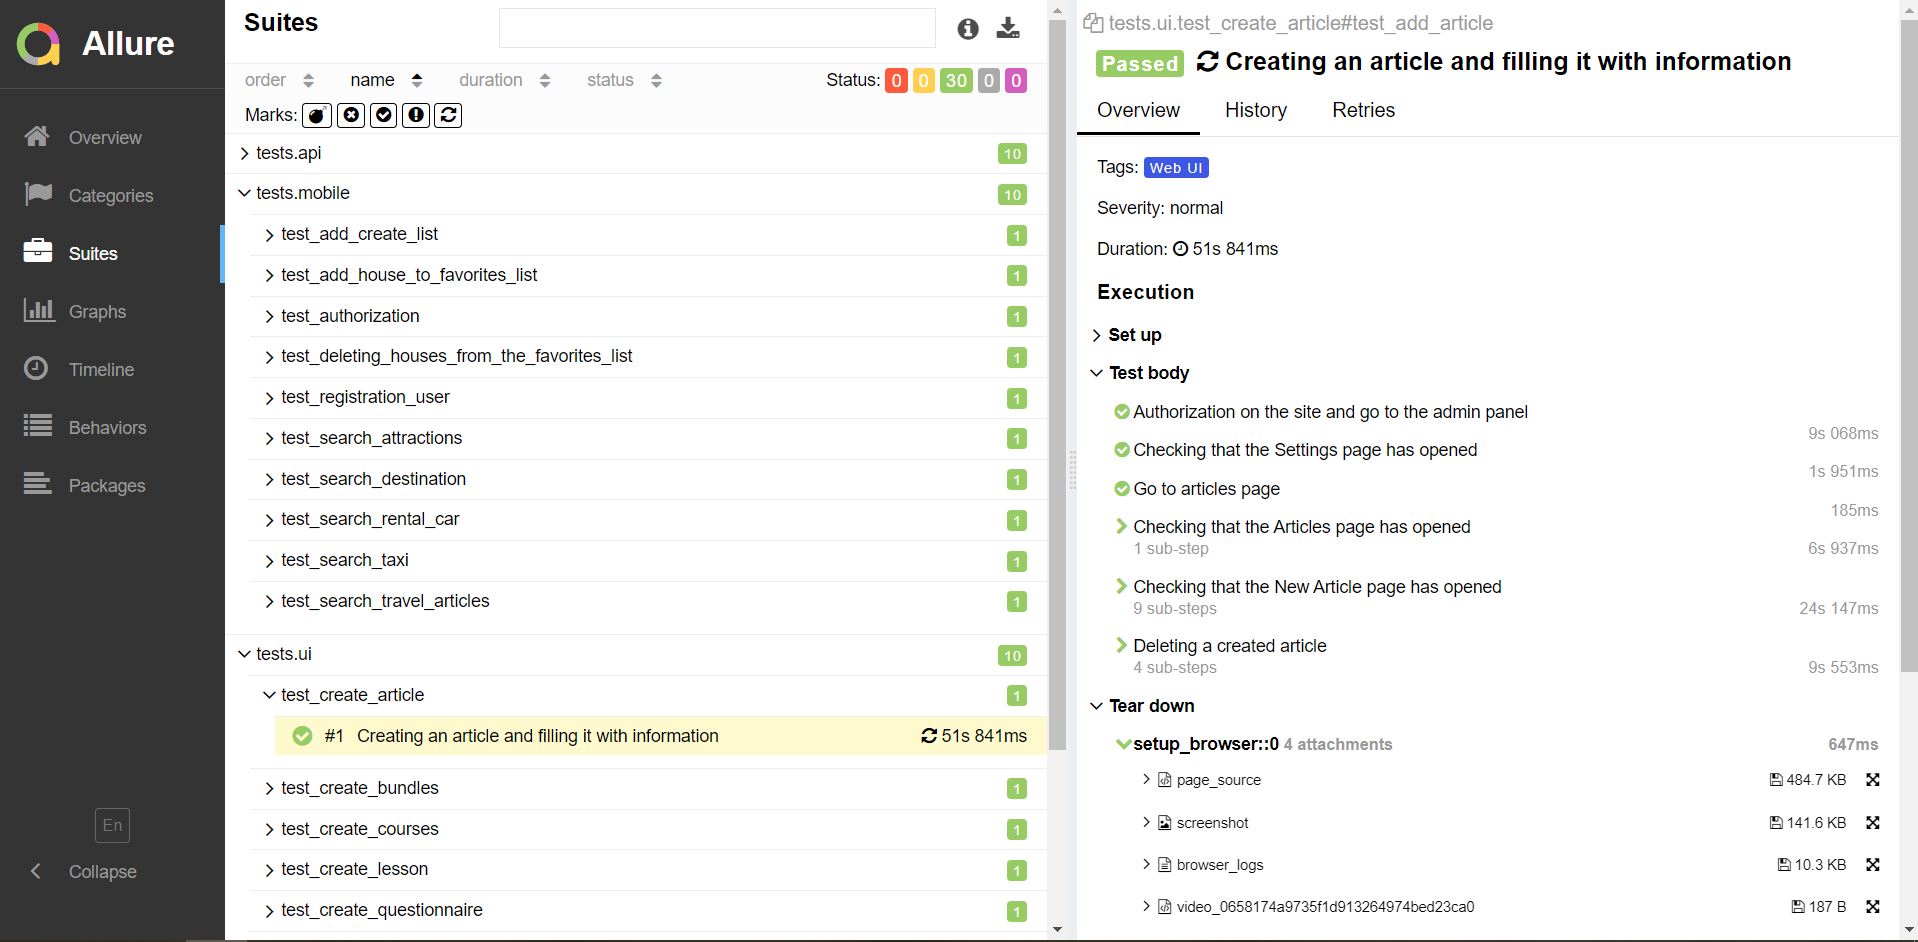 Allure
Overview
Categories
Suites
Graphs
Timeline
Behaviors
Packages
En
Collapse
Suites
order name duration status Status: 0 0 30 0 0
Marks:
tests.api 10
tests.mobile 10
test_add_create_list 1
test_add_house_to_favorites_list 1
test_authorization 1
test_deleting_houses_from_the_favorites_list 1
test_registration_user 1
test_search_attractions 1
test_search_destination 1
test_search_rental_car 1
test_search_taxi 1
test_search_travel_articles 1
tests.ui 10
test_create_article 1
#1 Creating an article and filling it with information 51s 841ms
test_create_bundles 1
test_create_courses 1
test_create_lesson 1
test_create_questionnaire 1
tests.ui.test_create_article#test_add_article
Passed Creating an article and filling it with information
Overview History Retries
Tags: Web UI
Severity: normal
Duration: 51s 841ms
Execution
Set up
Test body
Authorization on the site and go to the admin panel
9s 068ms
Checking that the Settings page has opened
1s 951ms
Go to articles page
185ms
Checking that the Articles page has opened
1 sub-step 6s 937ms
Checking that the New Article page has opened
9 sub-steps 24s 147ms
Deleting a created article
4 sub-steps 9s 553ms
Tear down
setup_browser::0 4 attachments 647ms
page_source 484.7 KB
screenshot 141.6 KB
browser_logs 10.3 KB
video_0658174a9735f1d913264974bed23ca0 187 B